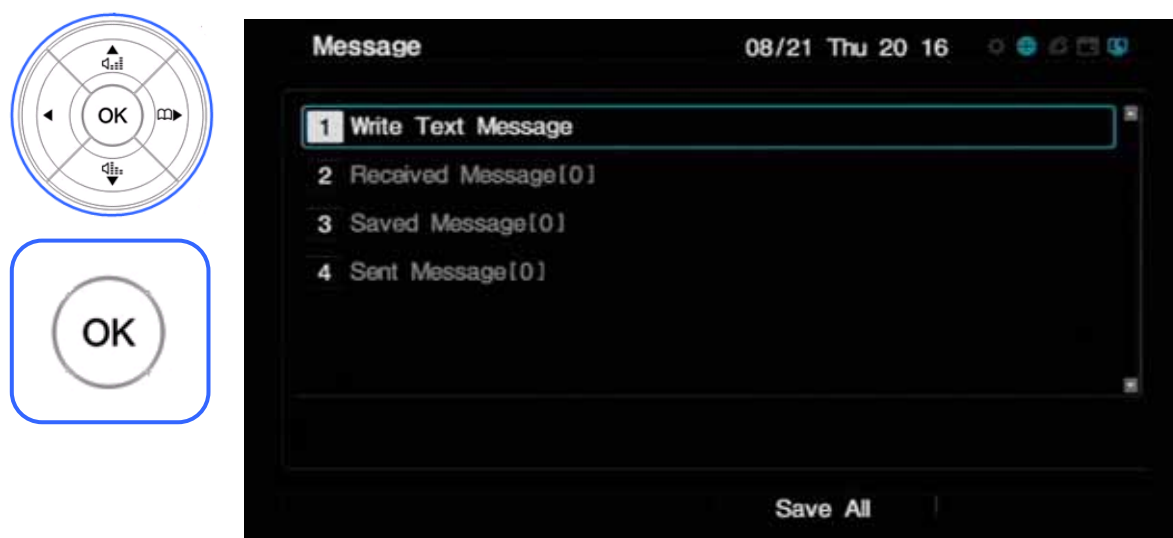 OK
OK
Message 08/21 Thu 20 16
1 Write Text Message
2 Received Message[0]
3 Saved Message[0]
4 Sent Message[0]
Save All